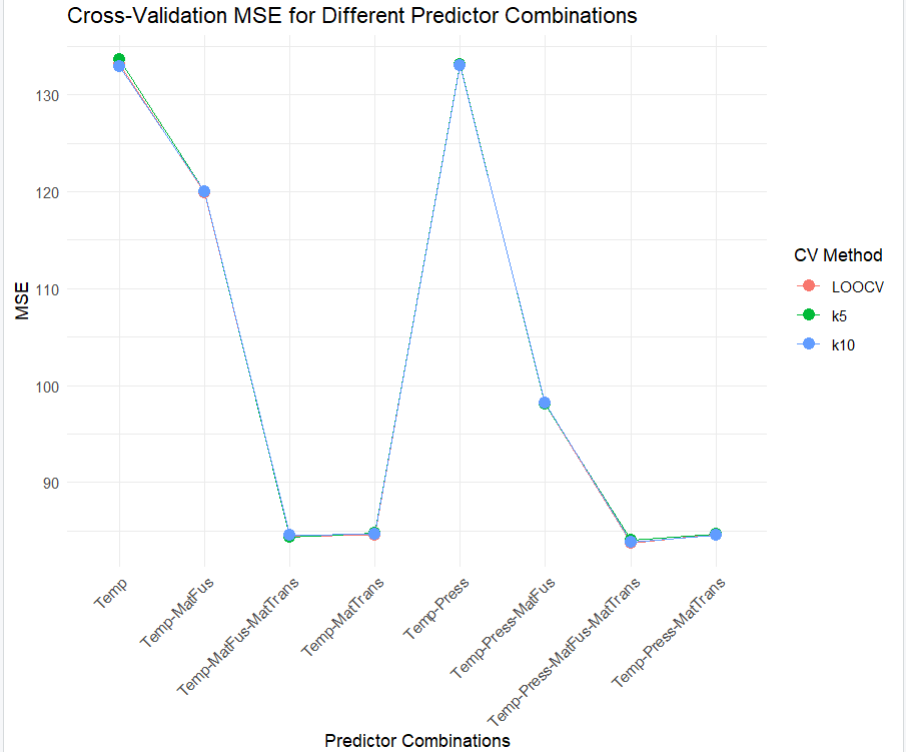 Cross-Validation MSE for Different Predictor Combinations
130
120
110
100
90
MSE
Temp
Temp-MatFus
Temp-MatFus-MatTrans
Temp-MatTrans
Temp-Press
Temp-Press-MatFus
Temp-Press-MatFus-MatTrans
Temp-Press-MatTrans
Predictor Combinations
CV Method
LOOCV
k5
k10